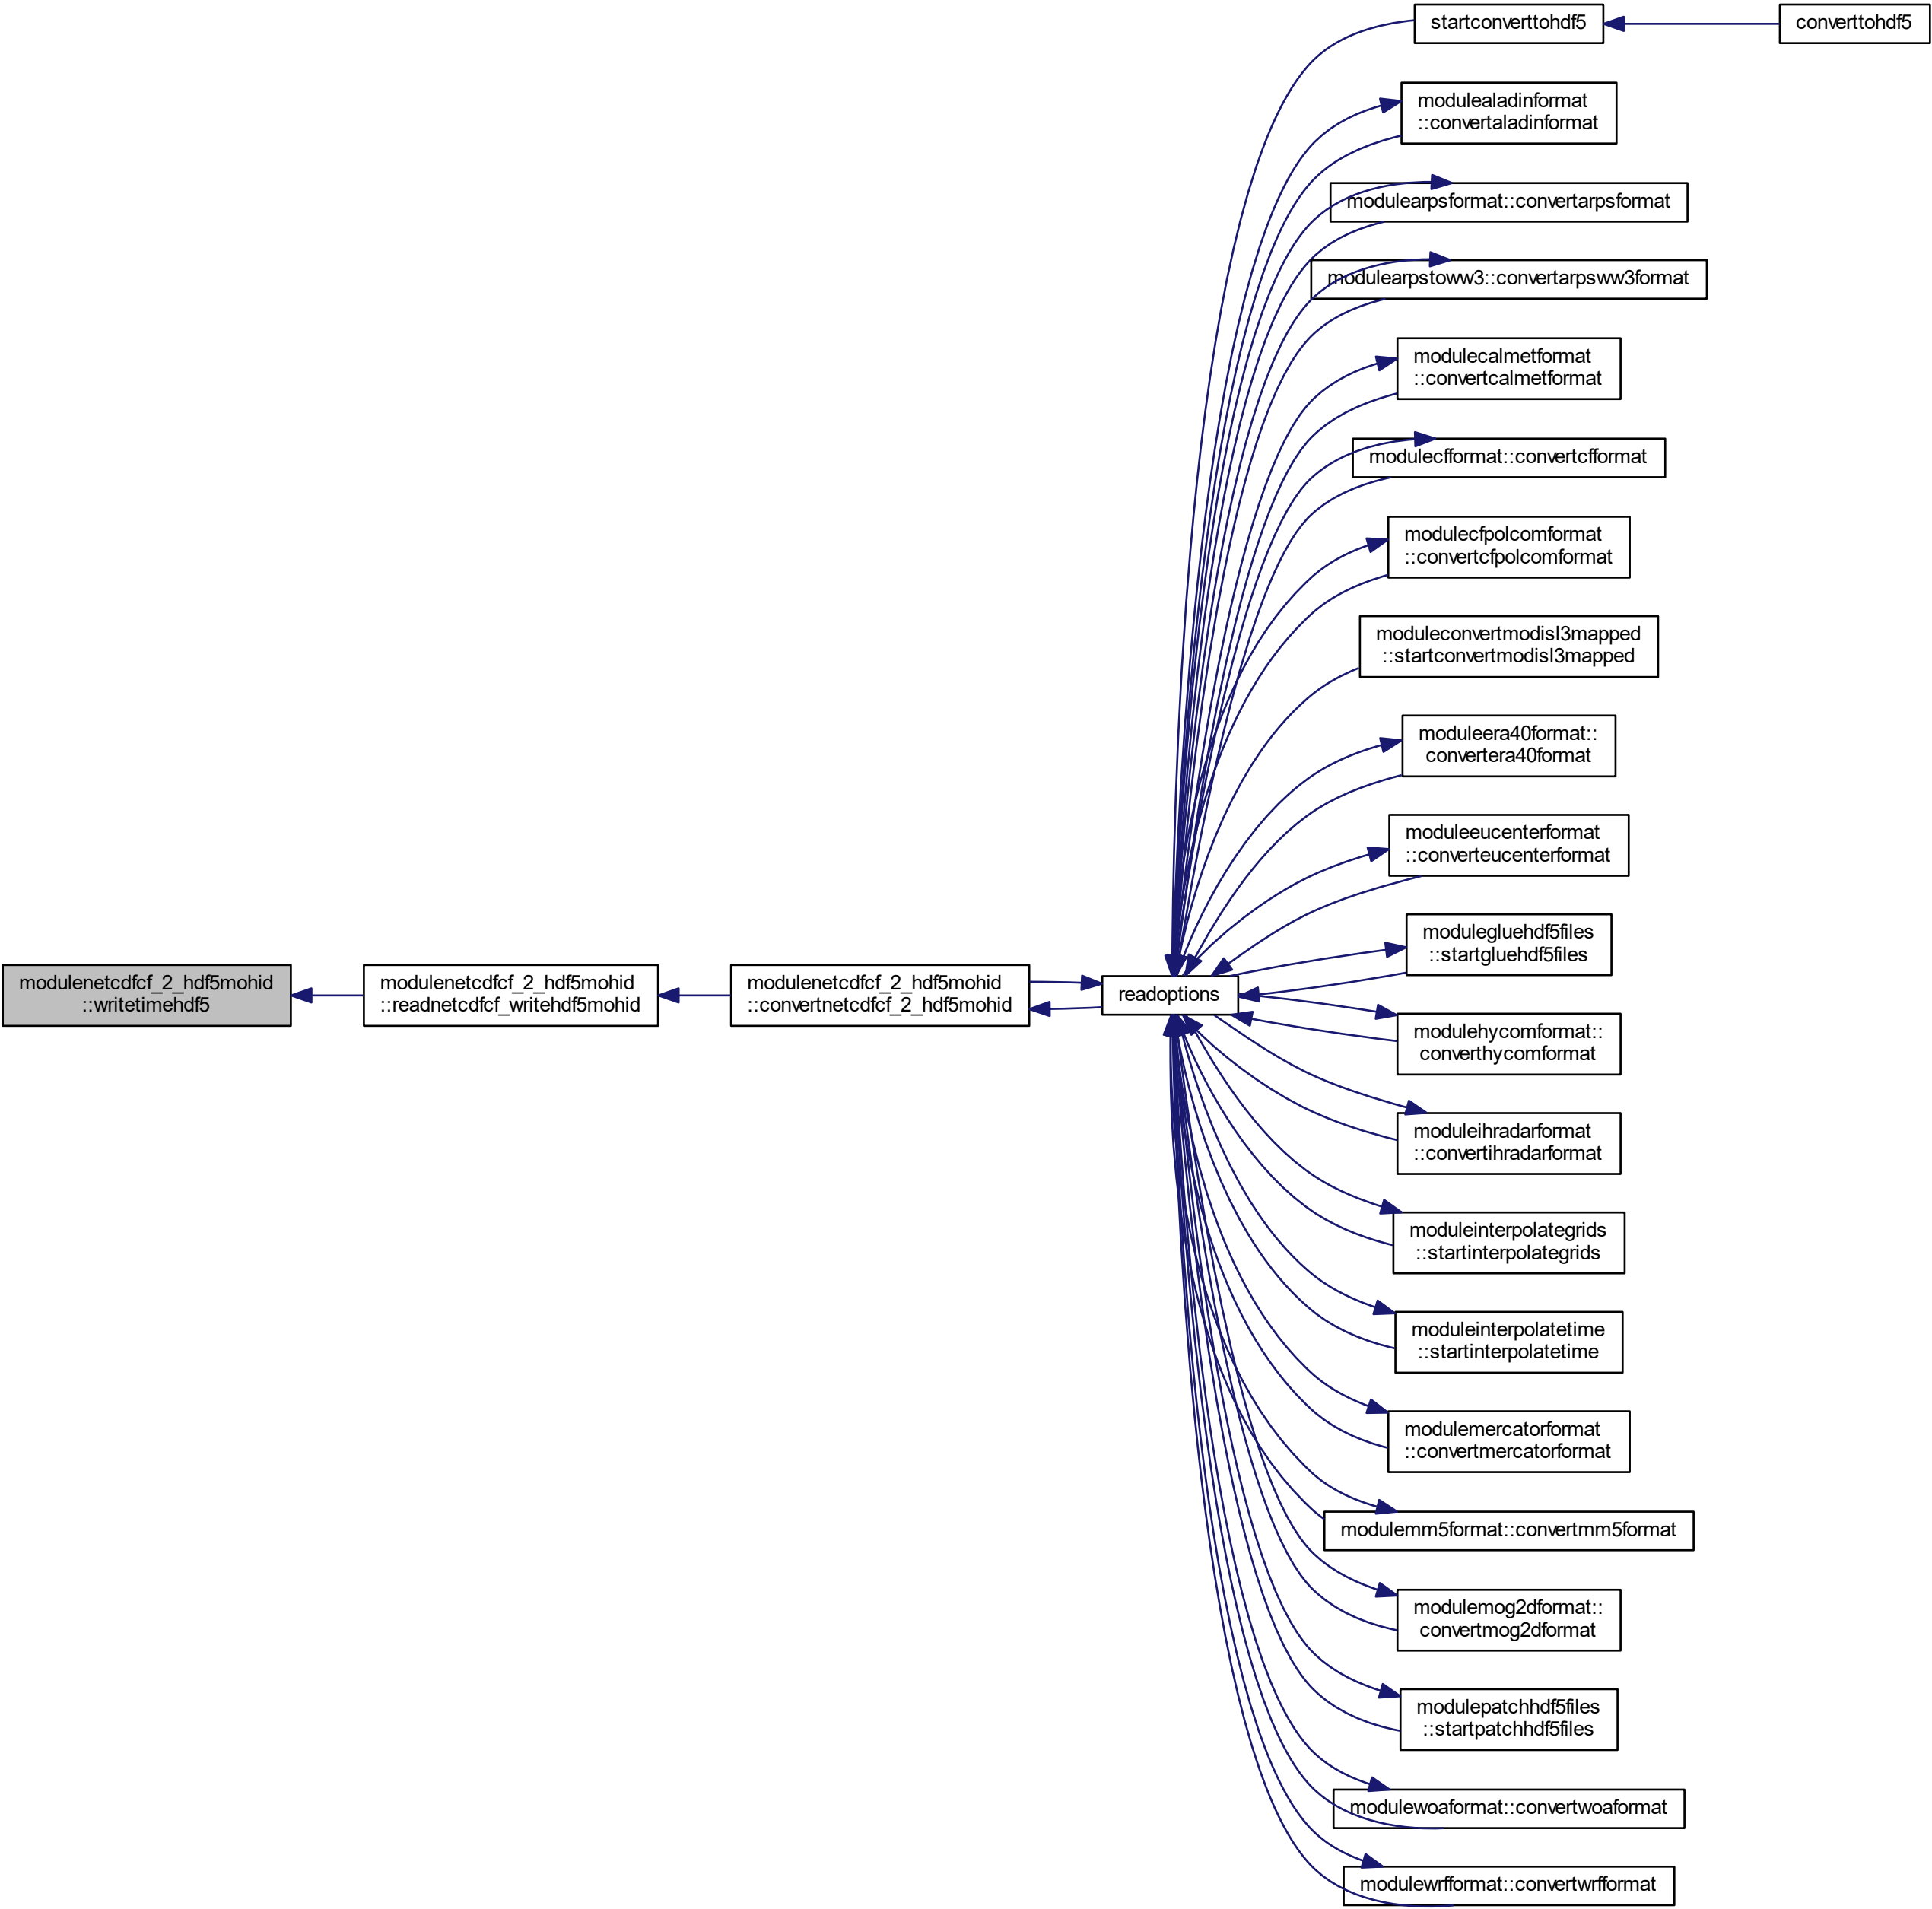 startconverttohdf5
converttohdf5
modulealadinformat
::convertaladinformat
modulearpsformat::convertarpsformat
modulearpstoww3::convertarpsww3format
modulecalmetformat
::convertcalmetformat
modulecfformat::convertcfformat
modulecfpolcomformat
::convertcfpolcomformat
moduleconvertmodisl3mapped
::startconvertmodisl3mapped
moduleera40format::
convertera40format
moduleeucenterformat
::converteucenterformat
modulegluehdf5files
::startgluehdf5files
modulenetcdfcf_2_hdf5mohid
::writetimehdf5
modulenetcdfcf_2_hdf5mohid
::readnetcdfcf_writehdf5mohid
modulenetcdfcf_2_hdf5mohid
::convertnetcdfcf_2_hdf5mohid
readoptions
modulehycomformat::
converthycomformat
moduleihradarformat
::convertihradarformat
moduleinterpolategrids
::startinterpolategrids
moduleinterpolatetime
::startinterpolatetime
modulemercatorformat
::convertmercatorformat
modulemm5format::convertmm5format
modulemog2dformat::
convertmog2dformat
modulepatchhdf5files
::startpatchhdf5files
modulewoaformat::convertwoaformat
modulewrfformat::convertwrfformat